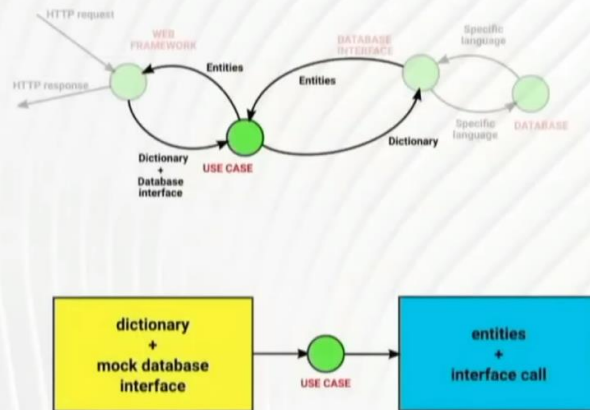 HTTP request
WEB
FRAMEWORK
HTTP response
Entities
Dictionary
+
Database
interface
USE CASE
Entities
DATABASE
INTERFACE
Dictionary
Specific
language
Specific
language
DATABASE
dictionary
+
mock database
interface
USE CASE
entities
+
interface call